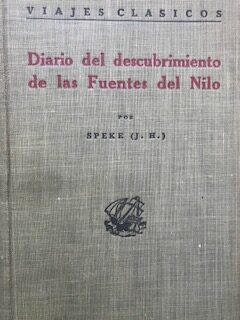 VIAJES CLASICOS
Diario del descubrimiento
de las Fuentes del Nilo
POR
SPEKE (J. H.)